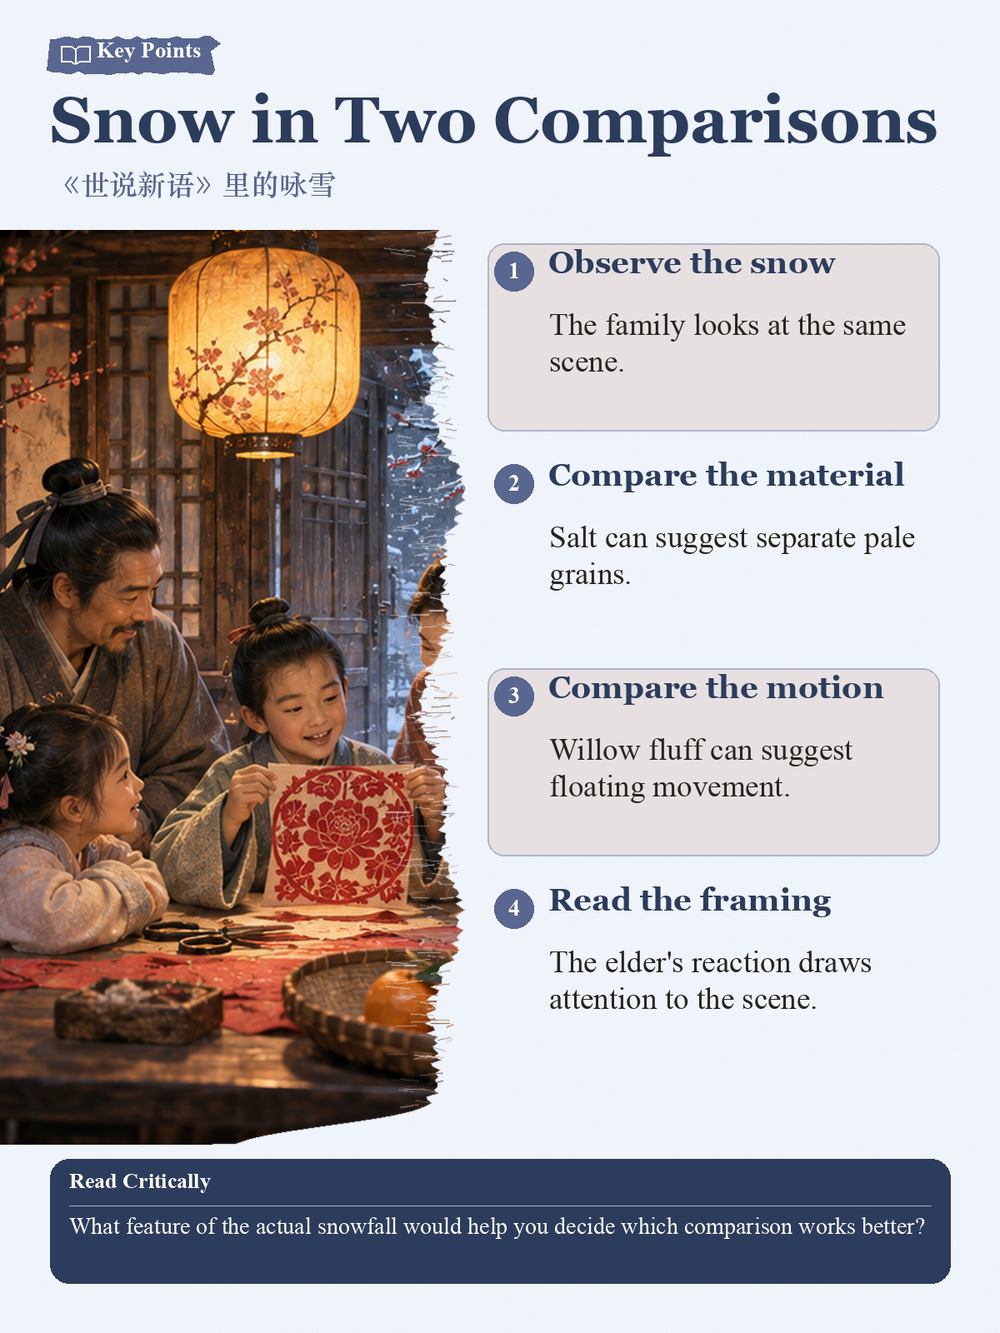 Key Points
Snow in Two Comparisons
《世说新语》里的咏雪
1 Observe the snow
The family looks at the same
scene.
2 Compare the material
Salt can suggest separate pale
grains.
3 Compare the motion
Willow fluff can suggest
floating movement.
4 Read the framing
The elder's reaction draws
attention to the scene.
Read Critically
What feature of the actual snowfall would help you decide which comparison works better?